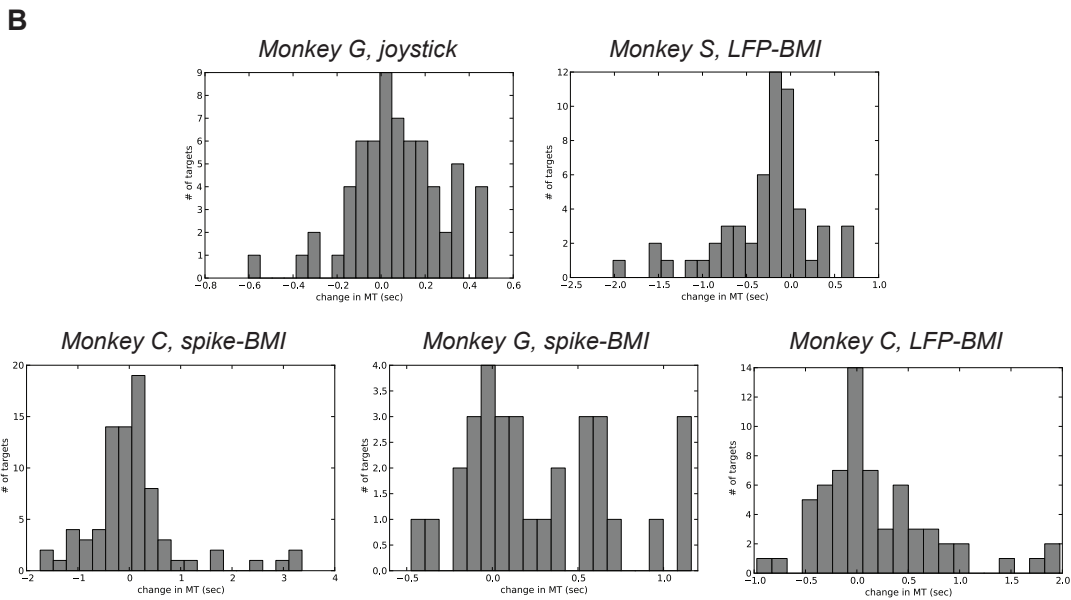 B
Monkey G, joystick
9
8
7
6
5
4
3
2
1
0
# of targets
−0.8 −0.6 −0.4 −0.2 0.0 0.2 0.4 0.6
change in MT (sec)
Monkey S, LFP-BMI
12
10
8
6
4
2
0
# of targets
−2.5 −2.0 −1.5 −1.0 −0.5 0.0 0.5 1.0
change in MT (sec)
Monkey C, spike-BMI
20
15
10
5
0
# of targets
−2 −1 0 1 2 3 4
change in MT (sec)
Monkey G, spike-BMI
4.0
3.5
3.0
2.5
2.0
1.5
1.0
0.5
0.0
# of targets
−0.5 0.0 0.5 1.0
change in MT (sec)
Monkey C, LFP-BMI
14
12
10
8
6
4
2
0
# of targets
−1.0 −0.5 0.0 0.5 1.0 1.5 2.0
change in MT (sec)